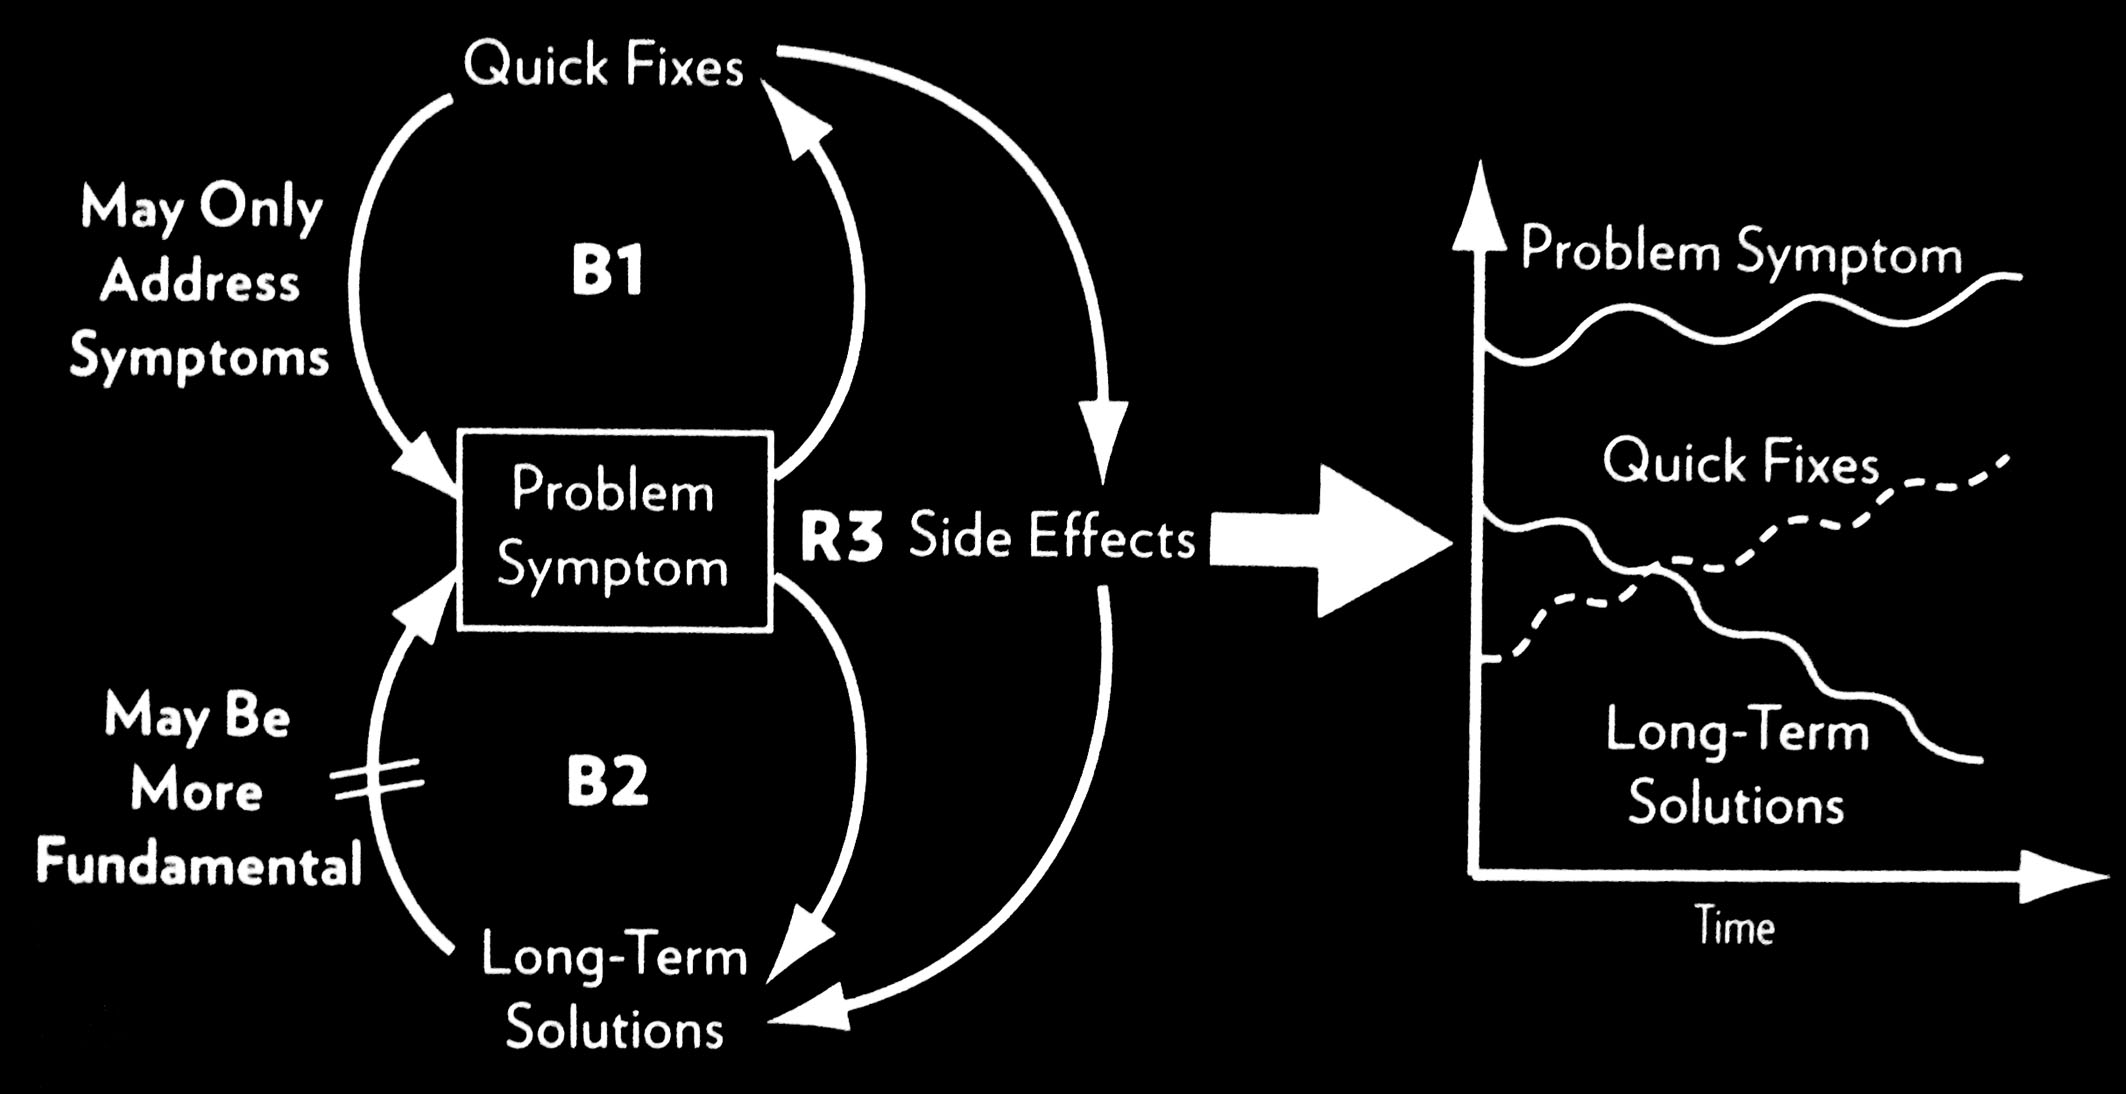 Quick Fixes
May Only
Address
Symptoms
B1
Problem
Symptom
R3 Side Effects
May Be
More
Fundamental
B2
Long-Term
Solutions
Problem Symptom
Quick Fixes
Long-Term
Solutions
Time